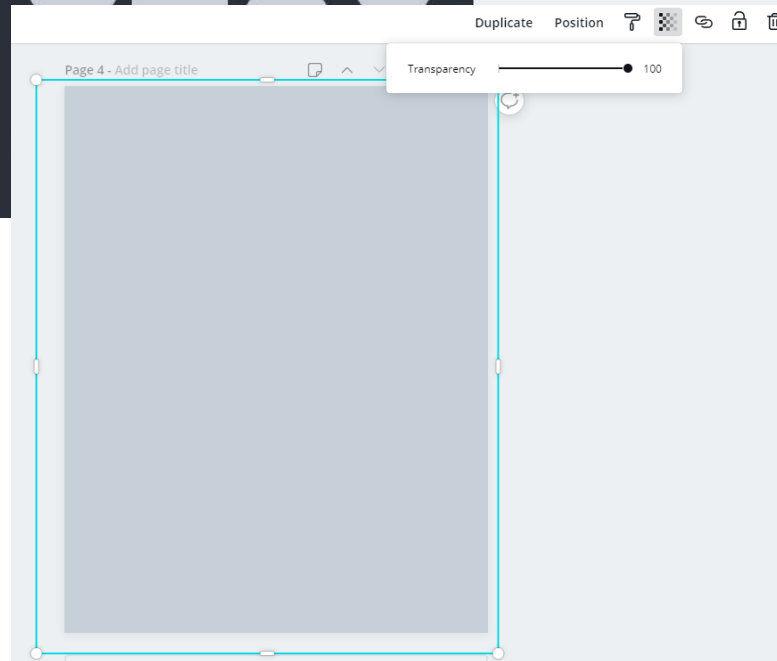 Duplicate Position
Transparency 100
Page 4 - Add page title